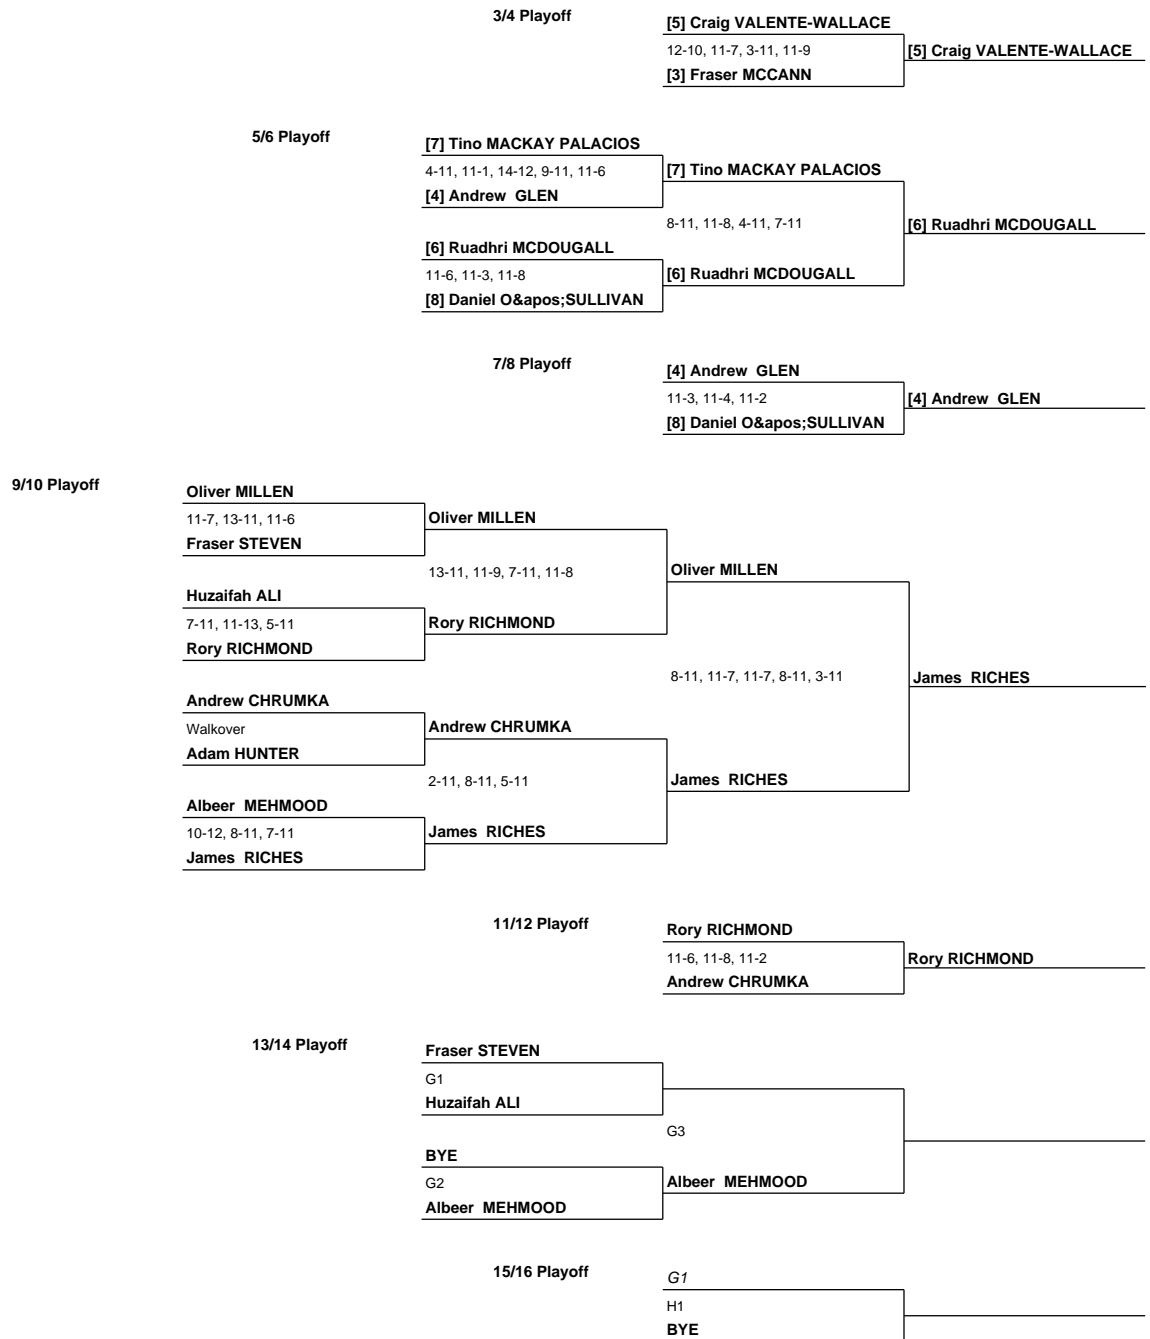 3/4 Playoff
[5] Craig VALENTE-WALLACE
12-10, 11-7, 3-11, 11-9
[5] Craig VALENTE-WALLACE
[3] Fraser MCCANN
5/6 Playoff
[7] Tino MACKAY PALACIOS
4-11, 11-1, 14-12, 9-11, 11-6
[7] Tino MACKAY PALACIOS
[4] Andrew  GLEN
8-11, 11-8, 4-11, 7-11
[6] Ruadhri MCDOUGALL
[6] Ruadhri MCDOUGALL
11-6, 11-3, 11-8
[6] Ruadhri MCDOUGALL
[8] Daniel O&apos;SULLIVAN
7/8 Playoff
[4] Andrew  GLEN
11-3, 11-4, 11-2
[4] Andrew  GLEN
[8] Daniel O&apos;SULLIVAN
9/10 Playoff
Oliver MILLEN
11-7, 13-11, 11-6
Oliver MILLEN
Fraser STEVEN
13-11, 11-9, 7-11, 11-8
Oliver MILLEN
Huzaifah ALI
7-11, 11-13, 5-11
Rory RICHMOND
Rory RICHMOND
8-11, 11-7, 11-7, 8-11, 3-11
James  RICHES
Andrew CHRUMKA
Walkover
Andrew CHRUMKA
Adam HUNTER
2-11, 8-11, 5-11
James  RICHES
Albeer  MEHMOOD
10-12, 8-11, 7-11
James  RICHES
James  RICHES
11/12 Playoff
Rory RICHMOND
11-6, 11-8, 11-2
Rory RICHMOND
Andrew CHRUMKA
13/14 Playoff
Fraser STEVEN
G1
Huzaifah ALI
G3
BYE
G2
Albeer  MEHMOOD
Albeer  MEHMOOD
15/16 Playoff
G1
H1
BYE